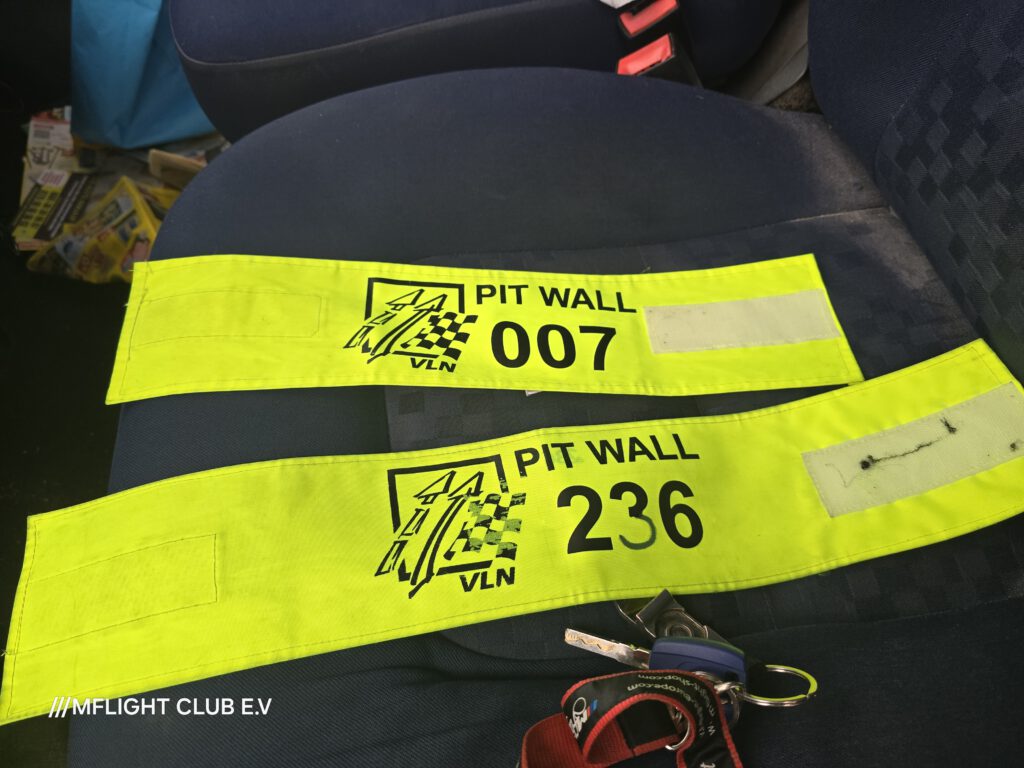 PIT WALL
007
VLN
PIT WALL
236
VLN
///MFLIGHT CLUB E.V